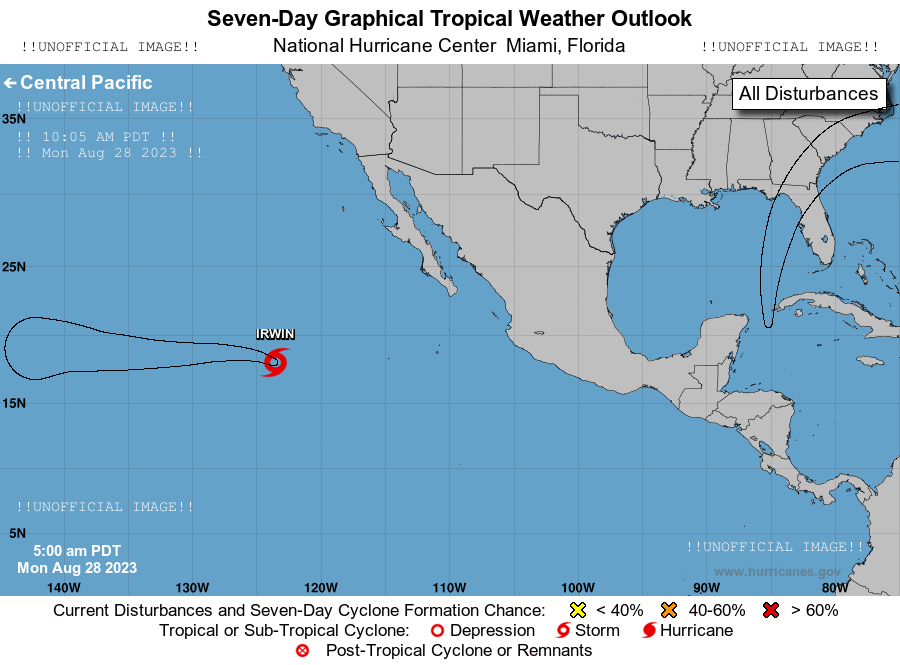 Seven-Day Graphical Tropical Weather Outlook
!!UNOFFICIAL IMAGE!! National Hurricane Center Miami, Florida !!UNOFFICIAL IMAGE!!
Central Pacific
All Disturbances
!!UNOFFICIAL IMAGE!!
35N
!! 10:05 AM PDT !!
!! Mon Aug 28 2023 !!
25N
IRWIN
15N
!!UNOFFICIAL IMAGE!!
5N
5:00 am PDT
!!UNOFFICIAL IMAGE!!
Mon Aug 28 2023
www.hurricanes.gov
140W 130W 120W 110W 100W 90W 80W
Current Disturbances and Seven-Day Cyclone Formation Chance: < 40% 40-60% > 60%
Tropical or Sub-Tropical Cyclone: Depression Storm Hurricane
Post-Tropical Cyclone or Remnants